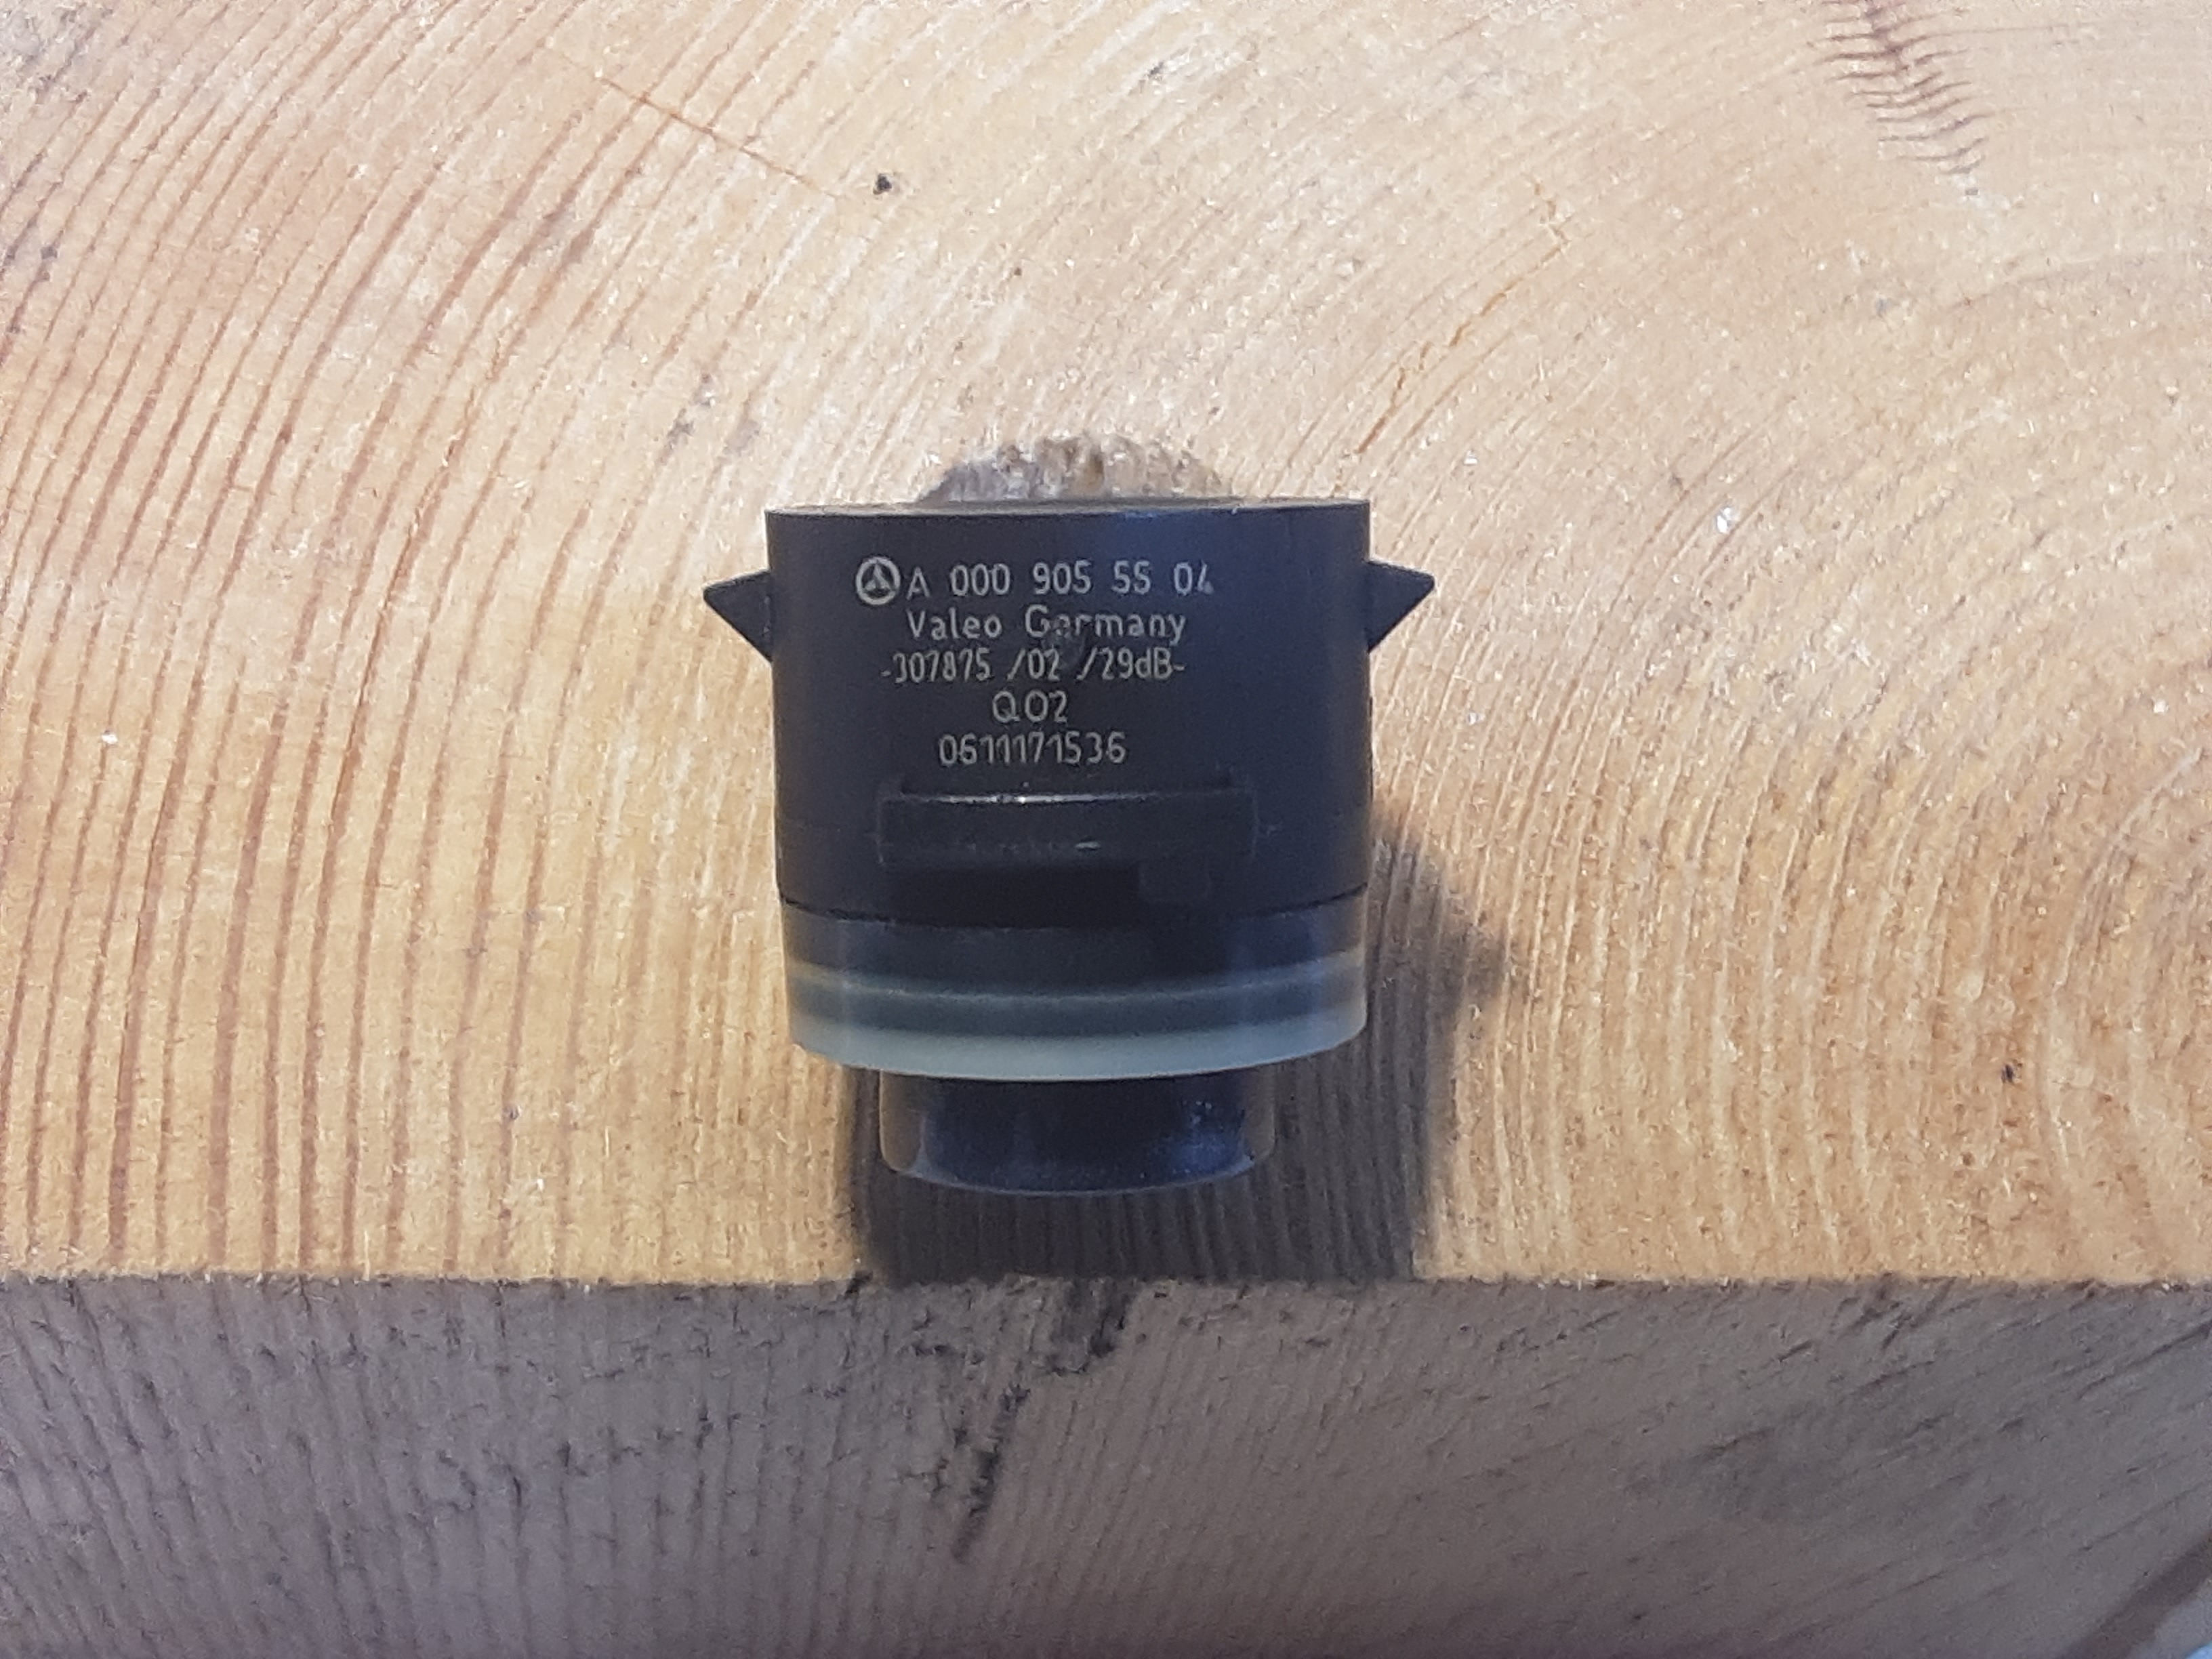 A 000 905 55 04
Valeo Germany
-307875 /02 /29dB-
Q02
0611171536